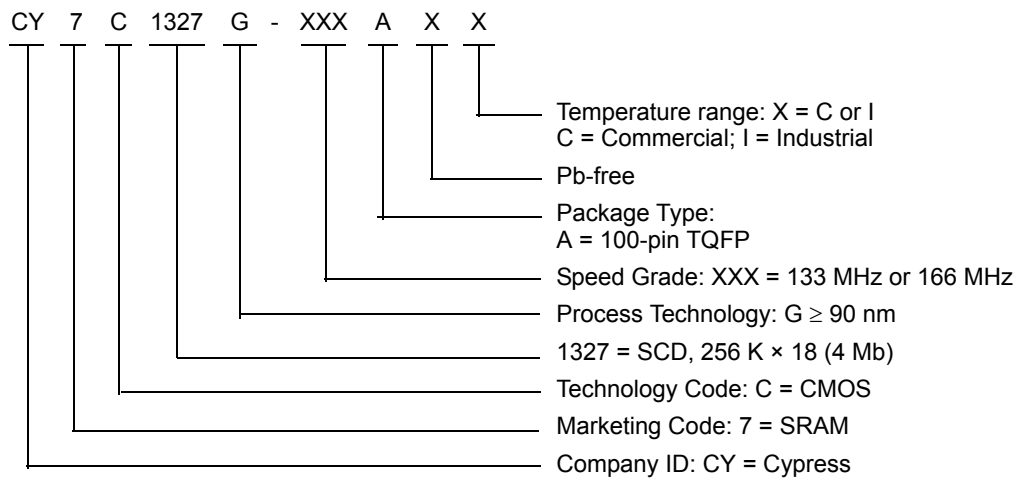 CY 7 C 1327 G - XXX A X X
Temperature range: X = C or I
C = Commercial; I = Industrial
Pb-free
Package Type:
A = 100-pin TQFP
Speed Grade: XXX = 133 MHz or 166 MHz
Process Technology: G ≥ 90 nm
1327 = SCD, 256 K × 18 (4 Mb)
Technology Code: C = CMOS
Marketing Code: 7 = SRAM
Company ID: CY = Cypress